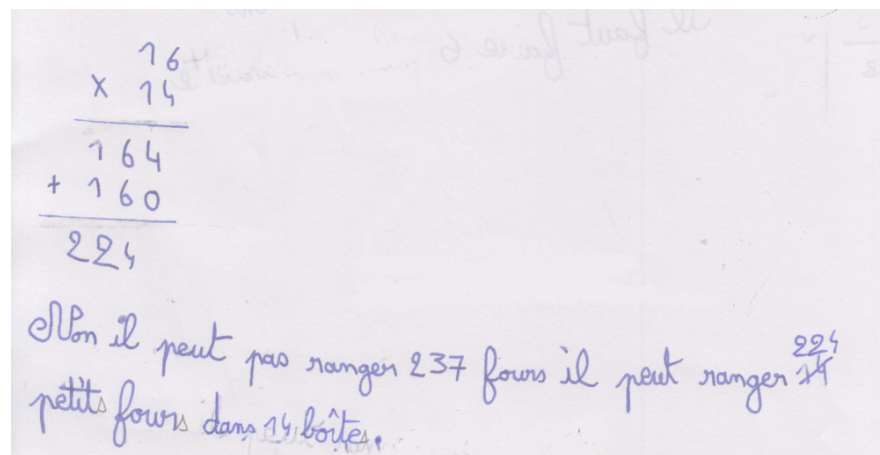 16
× 14
164
+ 160
224
Non il peut pas ranger 237 fours il peut ranger 224
petits fours dans 14 boîtes.